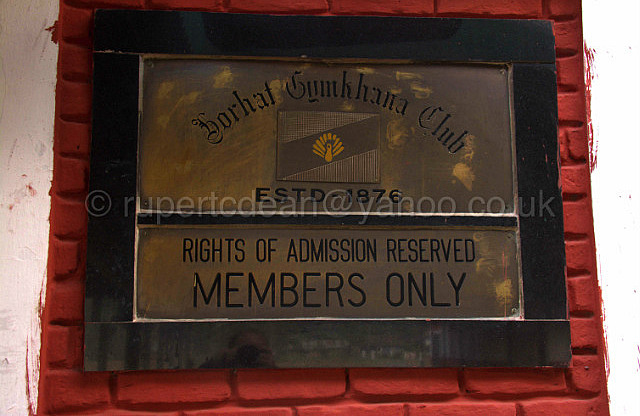 Jorhat Gymkhana Club
ESTD 1876
© rupertcdean@yahoo.co.uk
RIGHTS OF ADMISSION RESERVED
MEMBERS ONLY